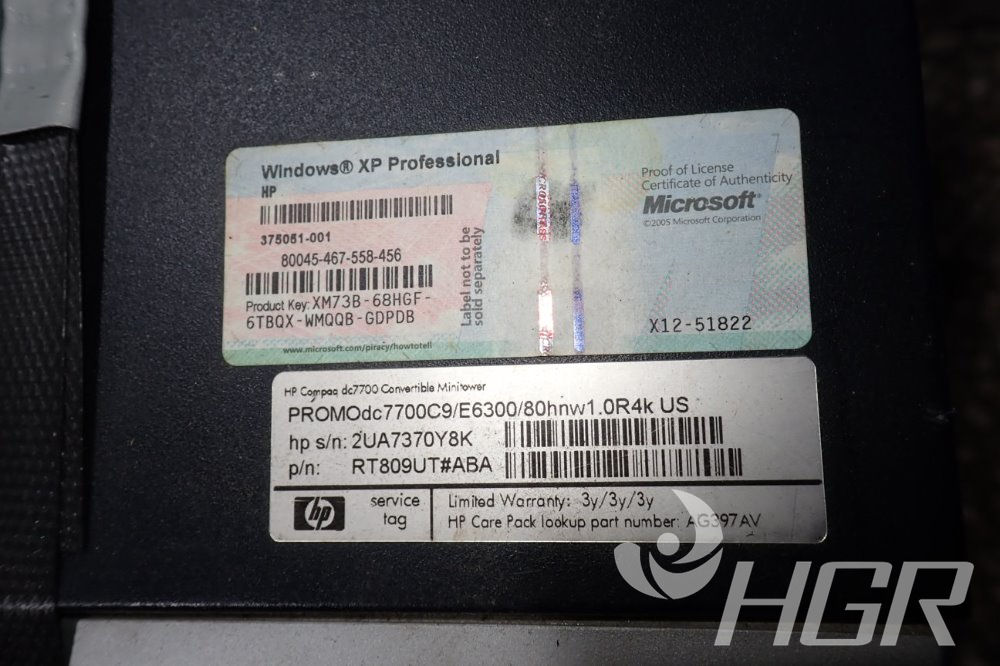 Windows® XP Professional
HP
375051-001
80045-467-558-456
Product Key: XM73B-68HGF-
6TBQX-WMQQB-GDPDB
www.microsoft.com/piracy/howtotell
Label not to be
sold separately
Proof of License
Certificate of Authenticity
Microsoft®
©2005 Microsoft Corporation
X12-51822
HP Compaq dc7700 Convertible Minitower
PROMOdc7700C9/E6300/80hnw1.0R4k US
hp s/n: 2UA7370Y8K
p/n: RT809UT#ABA
hp
service
tag
Limited Warranty: 3y/3y/3y
HP Care Pack lookup part number: AG397AV
HGR